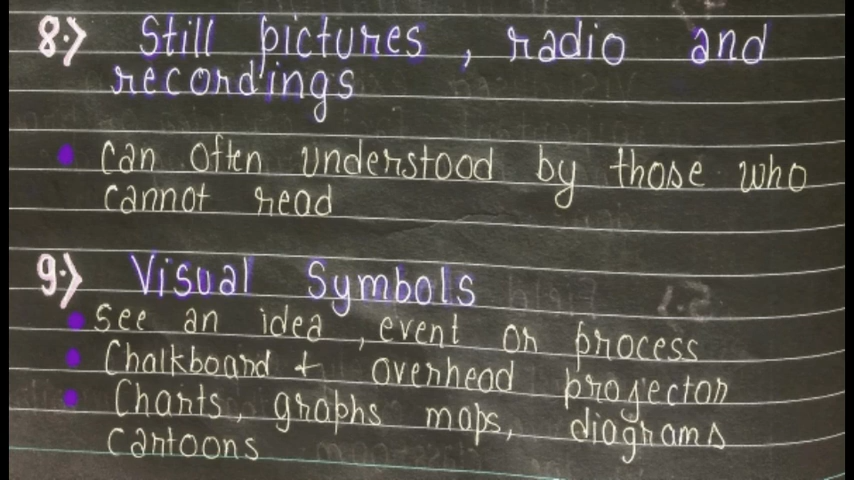 8.) Still pictures, radio and
recordings
• can often understood by those who
cannot read
9.) Visual Symbols
• See an idea, event or process
• Chalkboard + overhead projector
• Charts, graphs maps, diagrams
cartoons